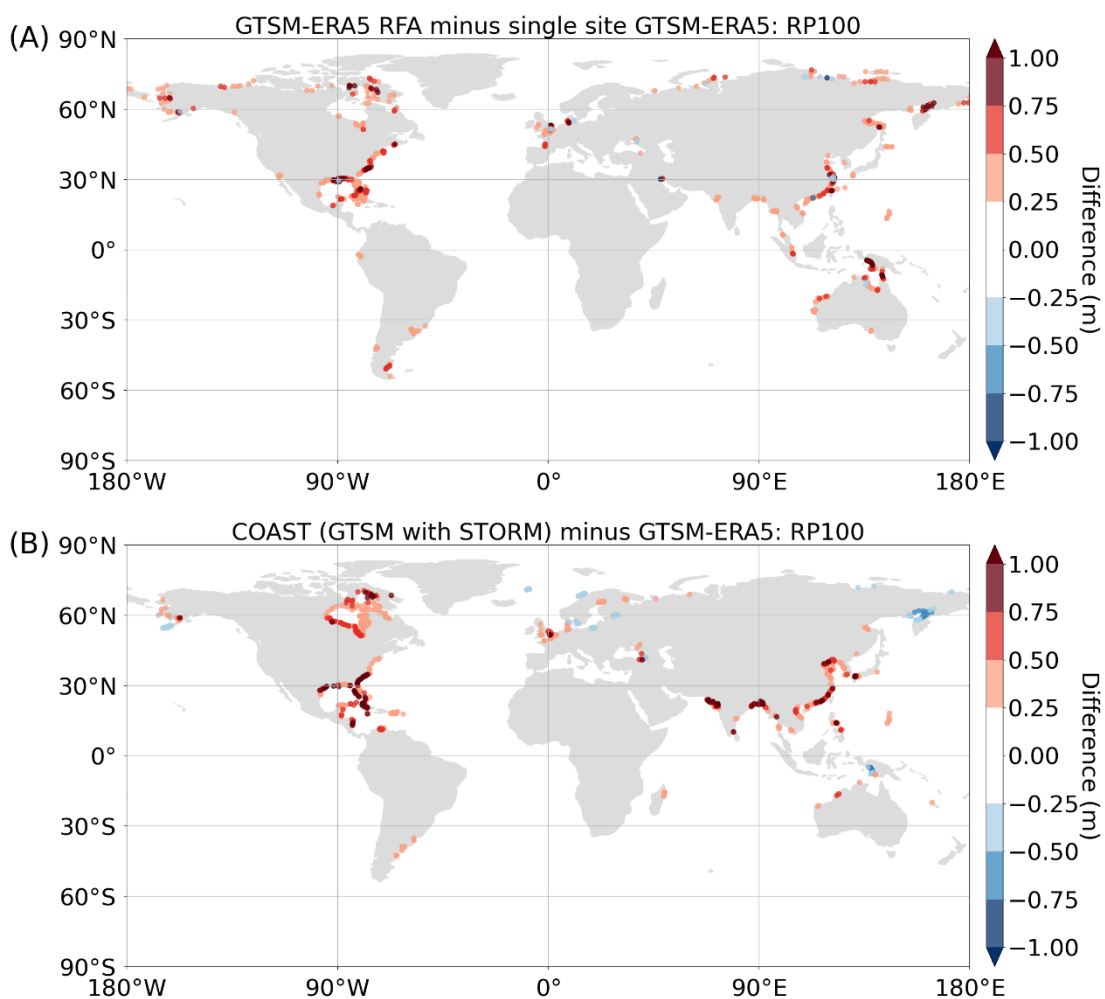 (A)
GTSM-ERA5 RFA minus single site GTSM-ERA5: RP100
90°N
60°N
30°N
0°
30°S
60°S
90°S
180°W
90°W
0°
90°E
180°E
1.00
0.75
0.50
0.25
0.00
−0.25
−0.50
−0.75
−1.00
Difference (m)
(B)
COAST (GTSM with STORM) minus GTSM-ERA5: RP100
90°N
60°N
30°N
0°
30°S
60°S
90°S
180°W
90°W
0°
90°E
180°E
1.00
0.75
0.50
0.25
0.00
−0.25
−0.50
−0.75
−1.00
Difference (m)